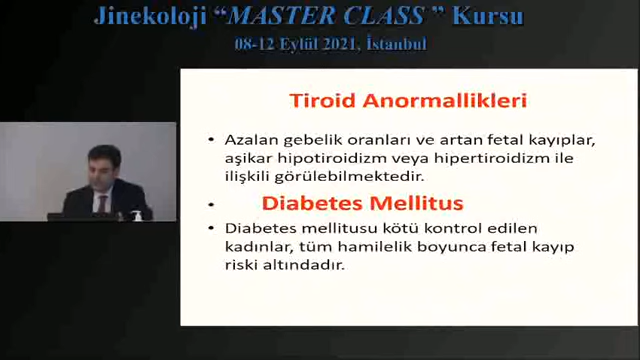 Jinekoloji “MASTER CLASS ” Kursu
08-12 Eylül 2021, İstanbul
Tiroid Anormallikleri
• Azalan gebelik oranları ve artan fetal kayıplar,
aşikar hipotiroidizm veya hipertiroidizm ile
ilişkili görülebilmektedir.
• Diabetes Mellitus
• Diabetes mellitusu kötü kontrol edilen
kadınlar, tüm hamilelik boyunca fetal kayıp
riski altındadır.